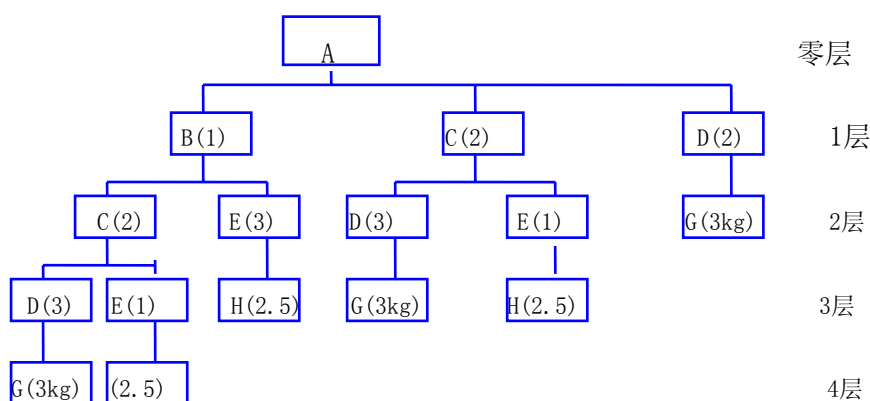 A 零层
B(1) C(2) D(2) 1层
C(2) E(3) D(3) E(1) G(3kg) 2层
D(3) E(1) H(2.5) G(3kg) H(2.5) 3层
G(3kg) (2.5) 4层